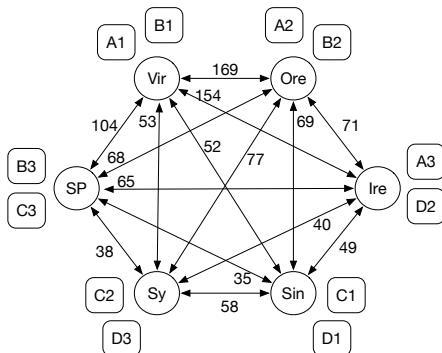 A1 B1 A2 B2
Vir 169 Ore
154
104 53 69 71
68 52 77
B3 SP 65 Ire A3
C3 D2
38 40 49
35
C2 Sy 58 Sin C1
D3 D1